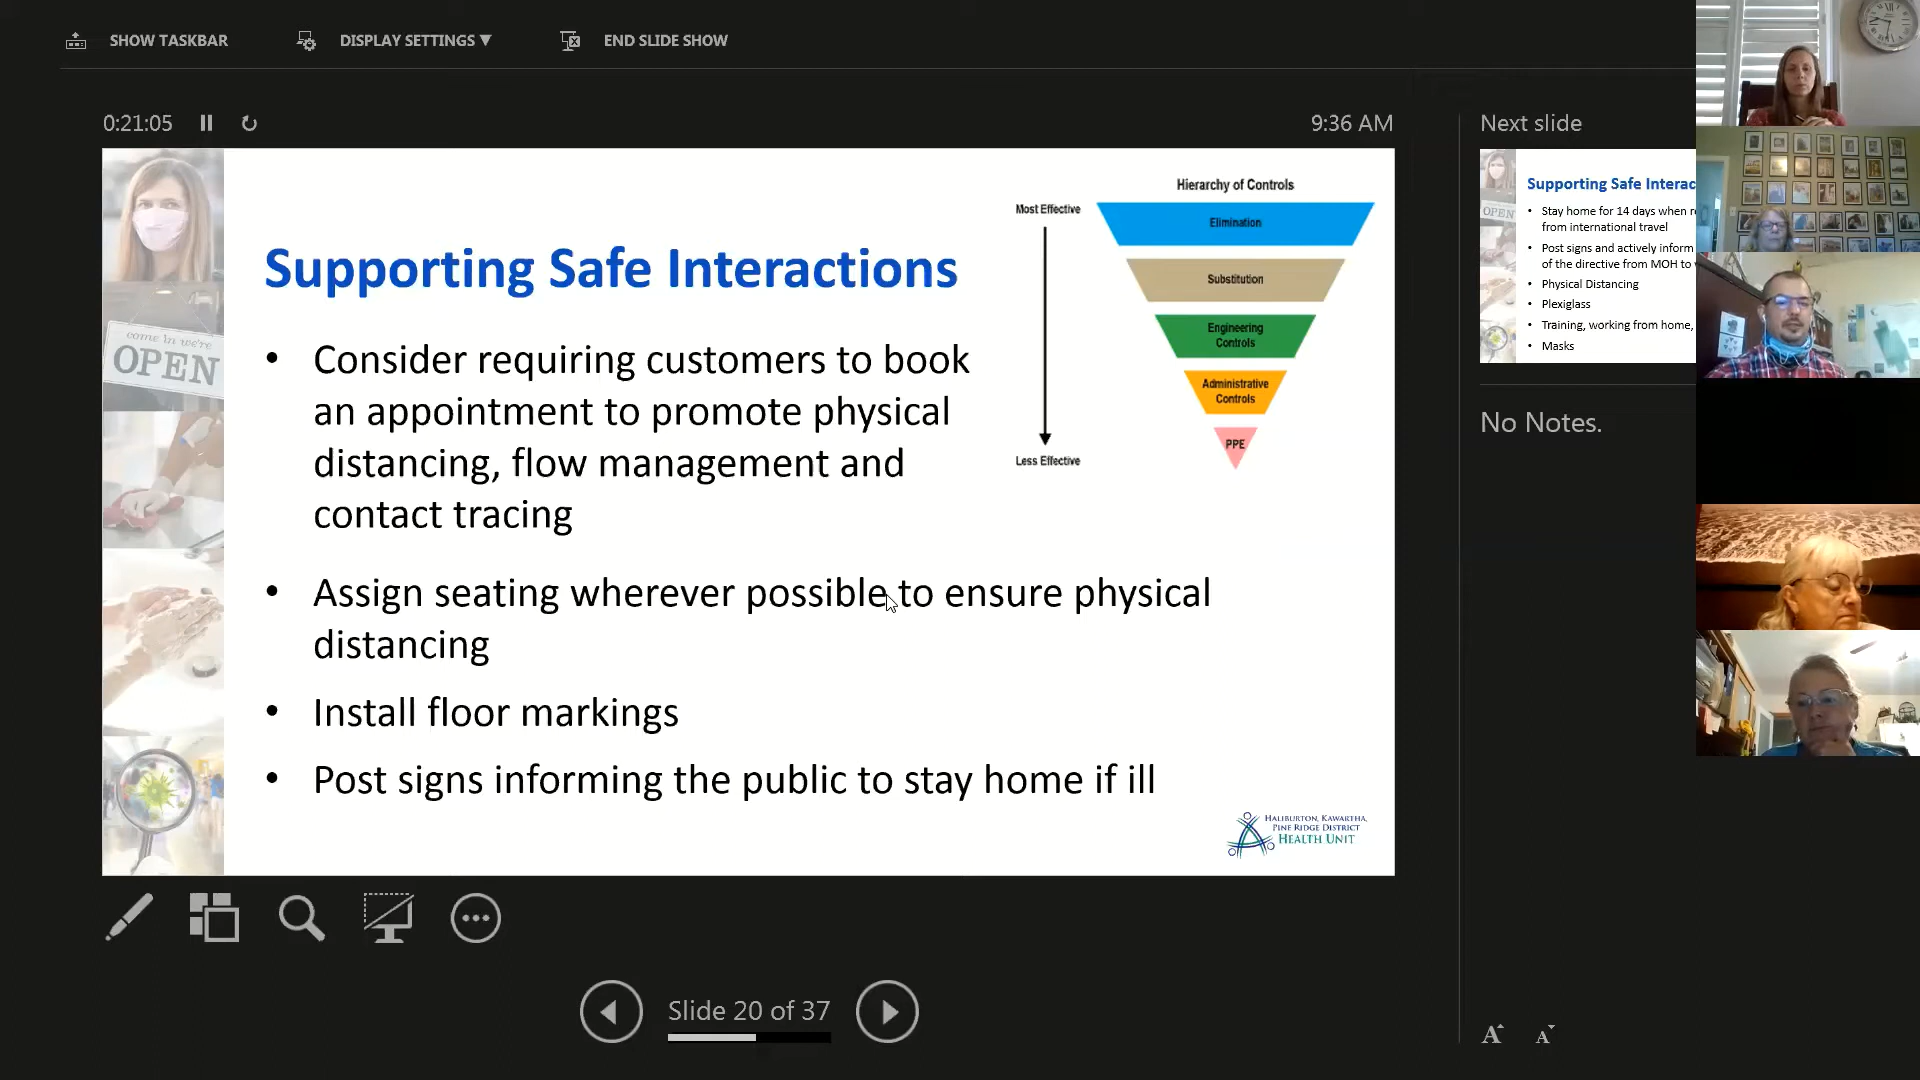 SHOW TASKBAR
DISPLAY SETTINGS ▼
END SLIDE SHOW
0:21:05
9:36 AM
Next slide
Supporting Safe Interactions
• Consider requiring customers to book
an appointment to promote physical
distancing, flow management and
contact tracing
• Assign seating wherever possible to ensure physical
distancing
• Install floor markings
• Post signs informing the public to stay home if ill
Hierarchy of Controls
Most Effective
Elimination
Substitution
Engineering
Controls
Administrative
Controls
PPE
Less Effective
come in we're
OPEN
HALIBURTON, KAWARTHA,
PINE RIDGE DISTRICT
HEALTH UNIT
Supporting Safe Interac
• Stay home for 14 days when r
from international travel
• Post signs and actively inform
of the directive from MOH to
• Physical Distancing
• Plexiglass
• Training, working from home,
• Masks
OPEN
No Notes.
Slide 20 of 37
A
A